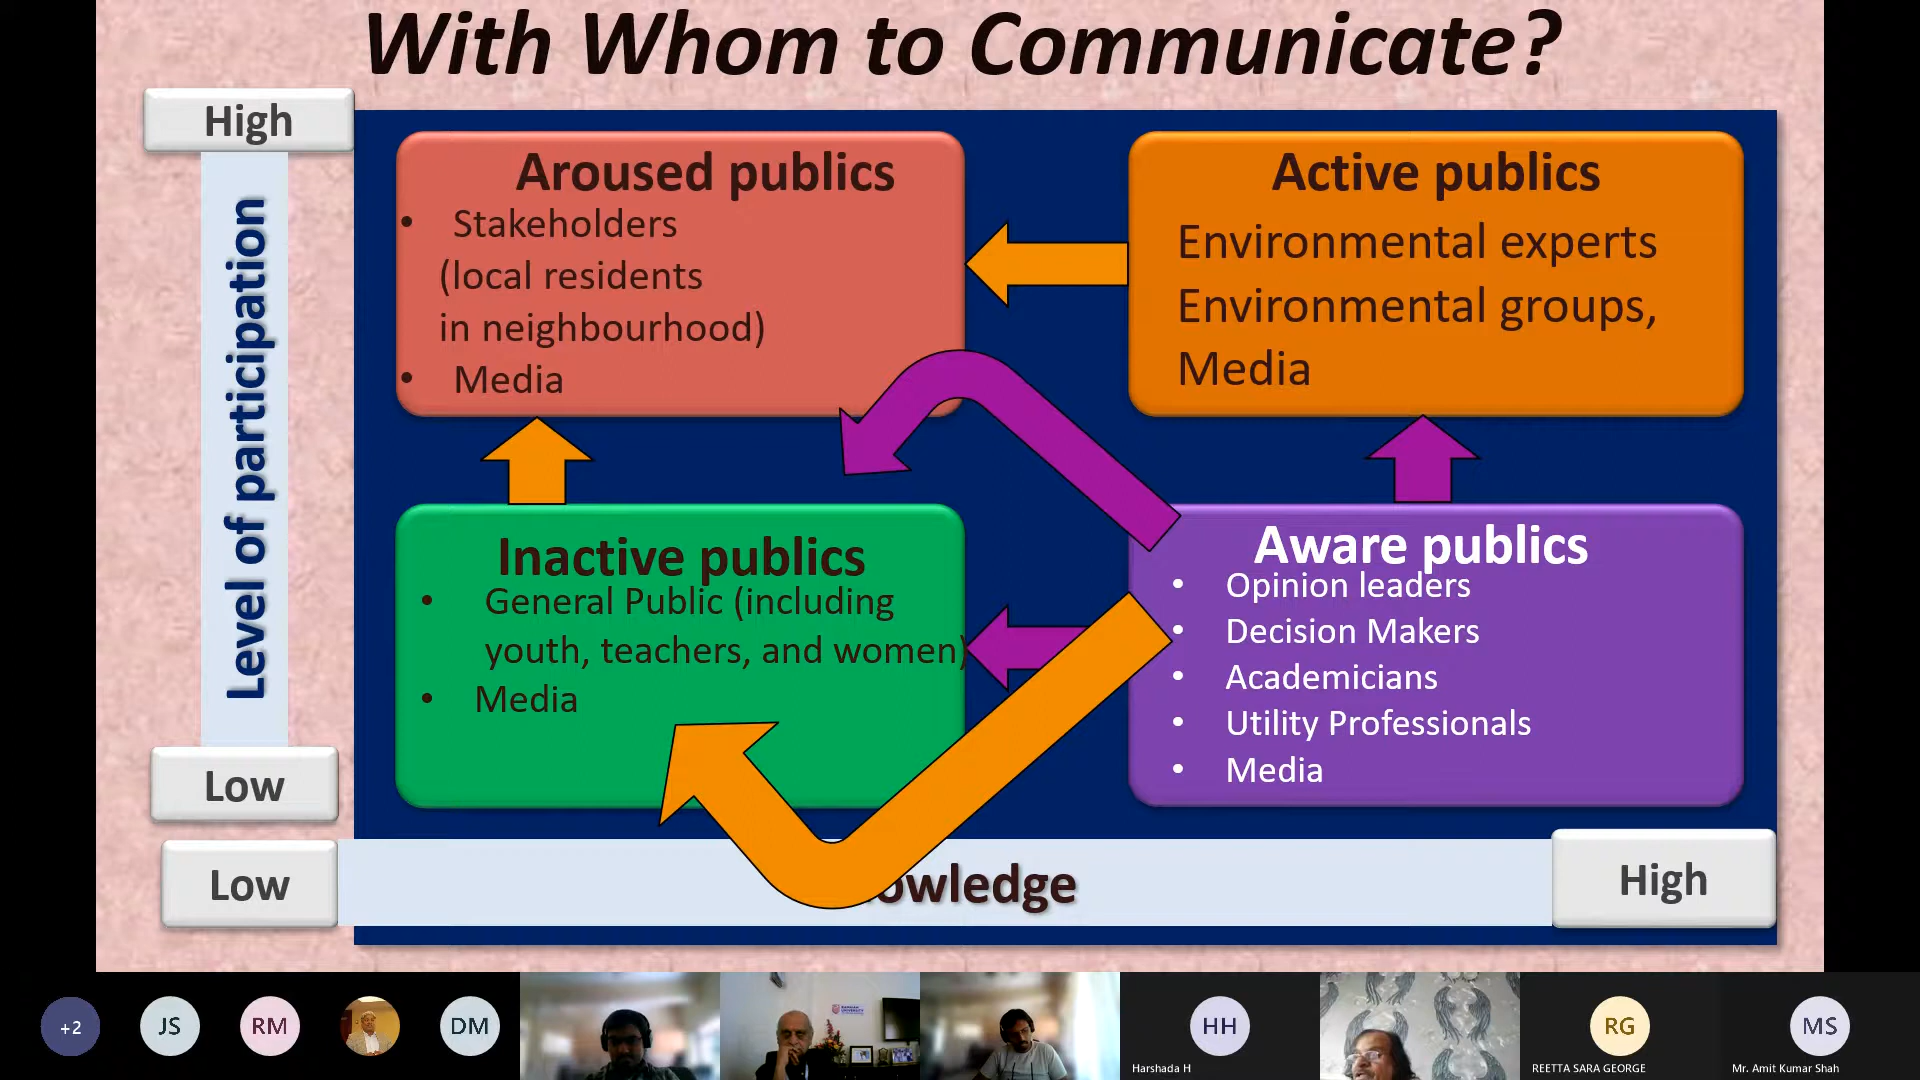 With Whom to Communicate?
High
Level of participation
Low
Aroused publics
• Stakeholders
(local residents
in neighbourhood)
• Media
Active publics
Environmental experts
Environmental groups,
Media
Inactive publics
• General Public (including
youth, teachers, and women)
• Media
Aware publics
• Opinion leaders
• Decision Makers
• Academicians
• Utility Professionals
• Media
Low
owledge
High
+2
JS
RM
DM
HH
Harshada H
RG
REETTA SARA GEORGE
MS
Mr. Amit Kumar Shah